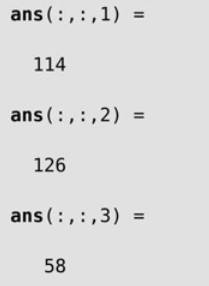 ans(:,:,1) =
114
ans(:,:,2) =
126
ans(:,:,3) =
58